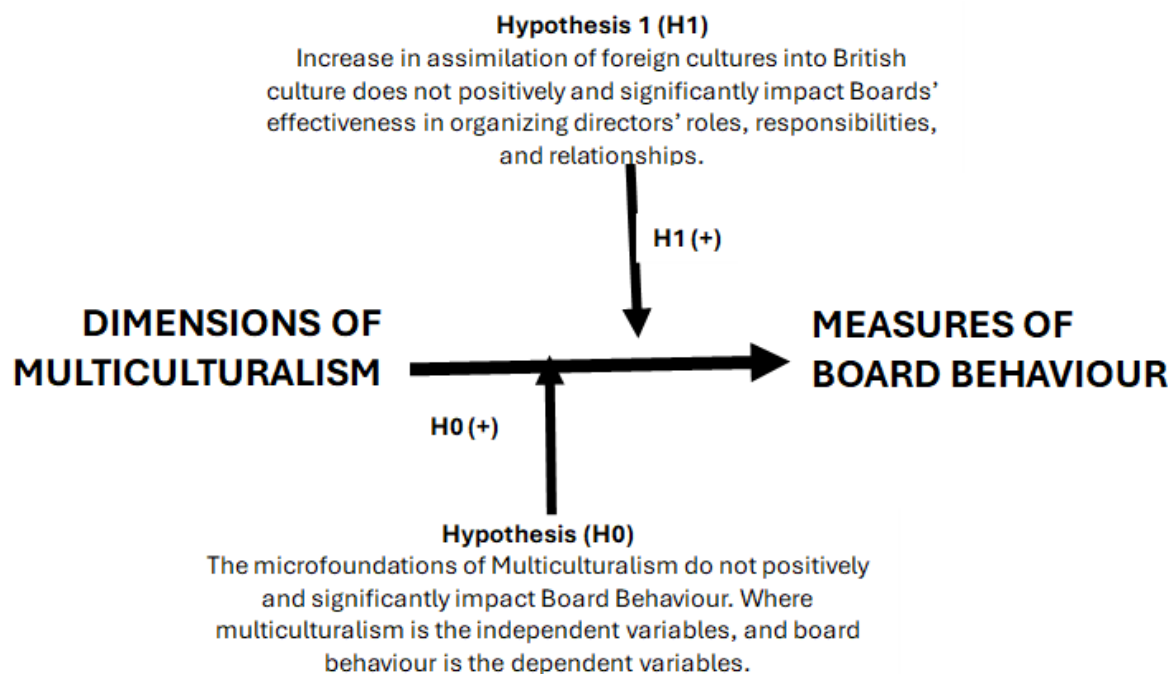 Hypothesis 1 (H1)
Increase in assimilation of foreign cultures into British
culture does not positively and significantly impact Boards’
effectiveness in organizing directors’ roles, responsibilities,
and relationships.
H1 (+)
DIMENSIONS OF
MULTICULTURALISM
MEASURES OF
BOARD BEHAVIOUR
H0 (+)
Hypothesis (H0)
The microfoundations of Multiculturalism do not positively
and significantly impact Board Behaviour. Where
multiculturalism is the independent variables, and board
behaviour is the dependent variables.